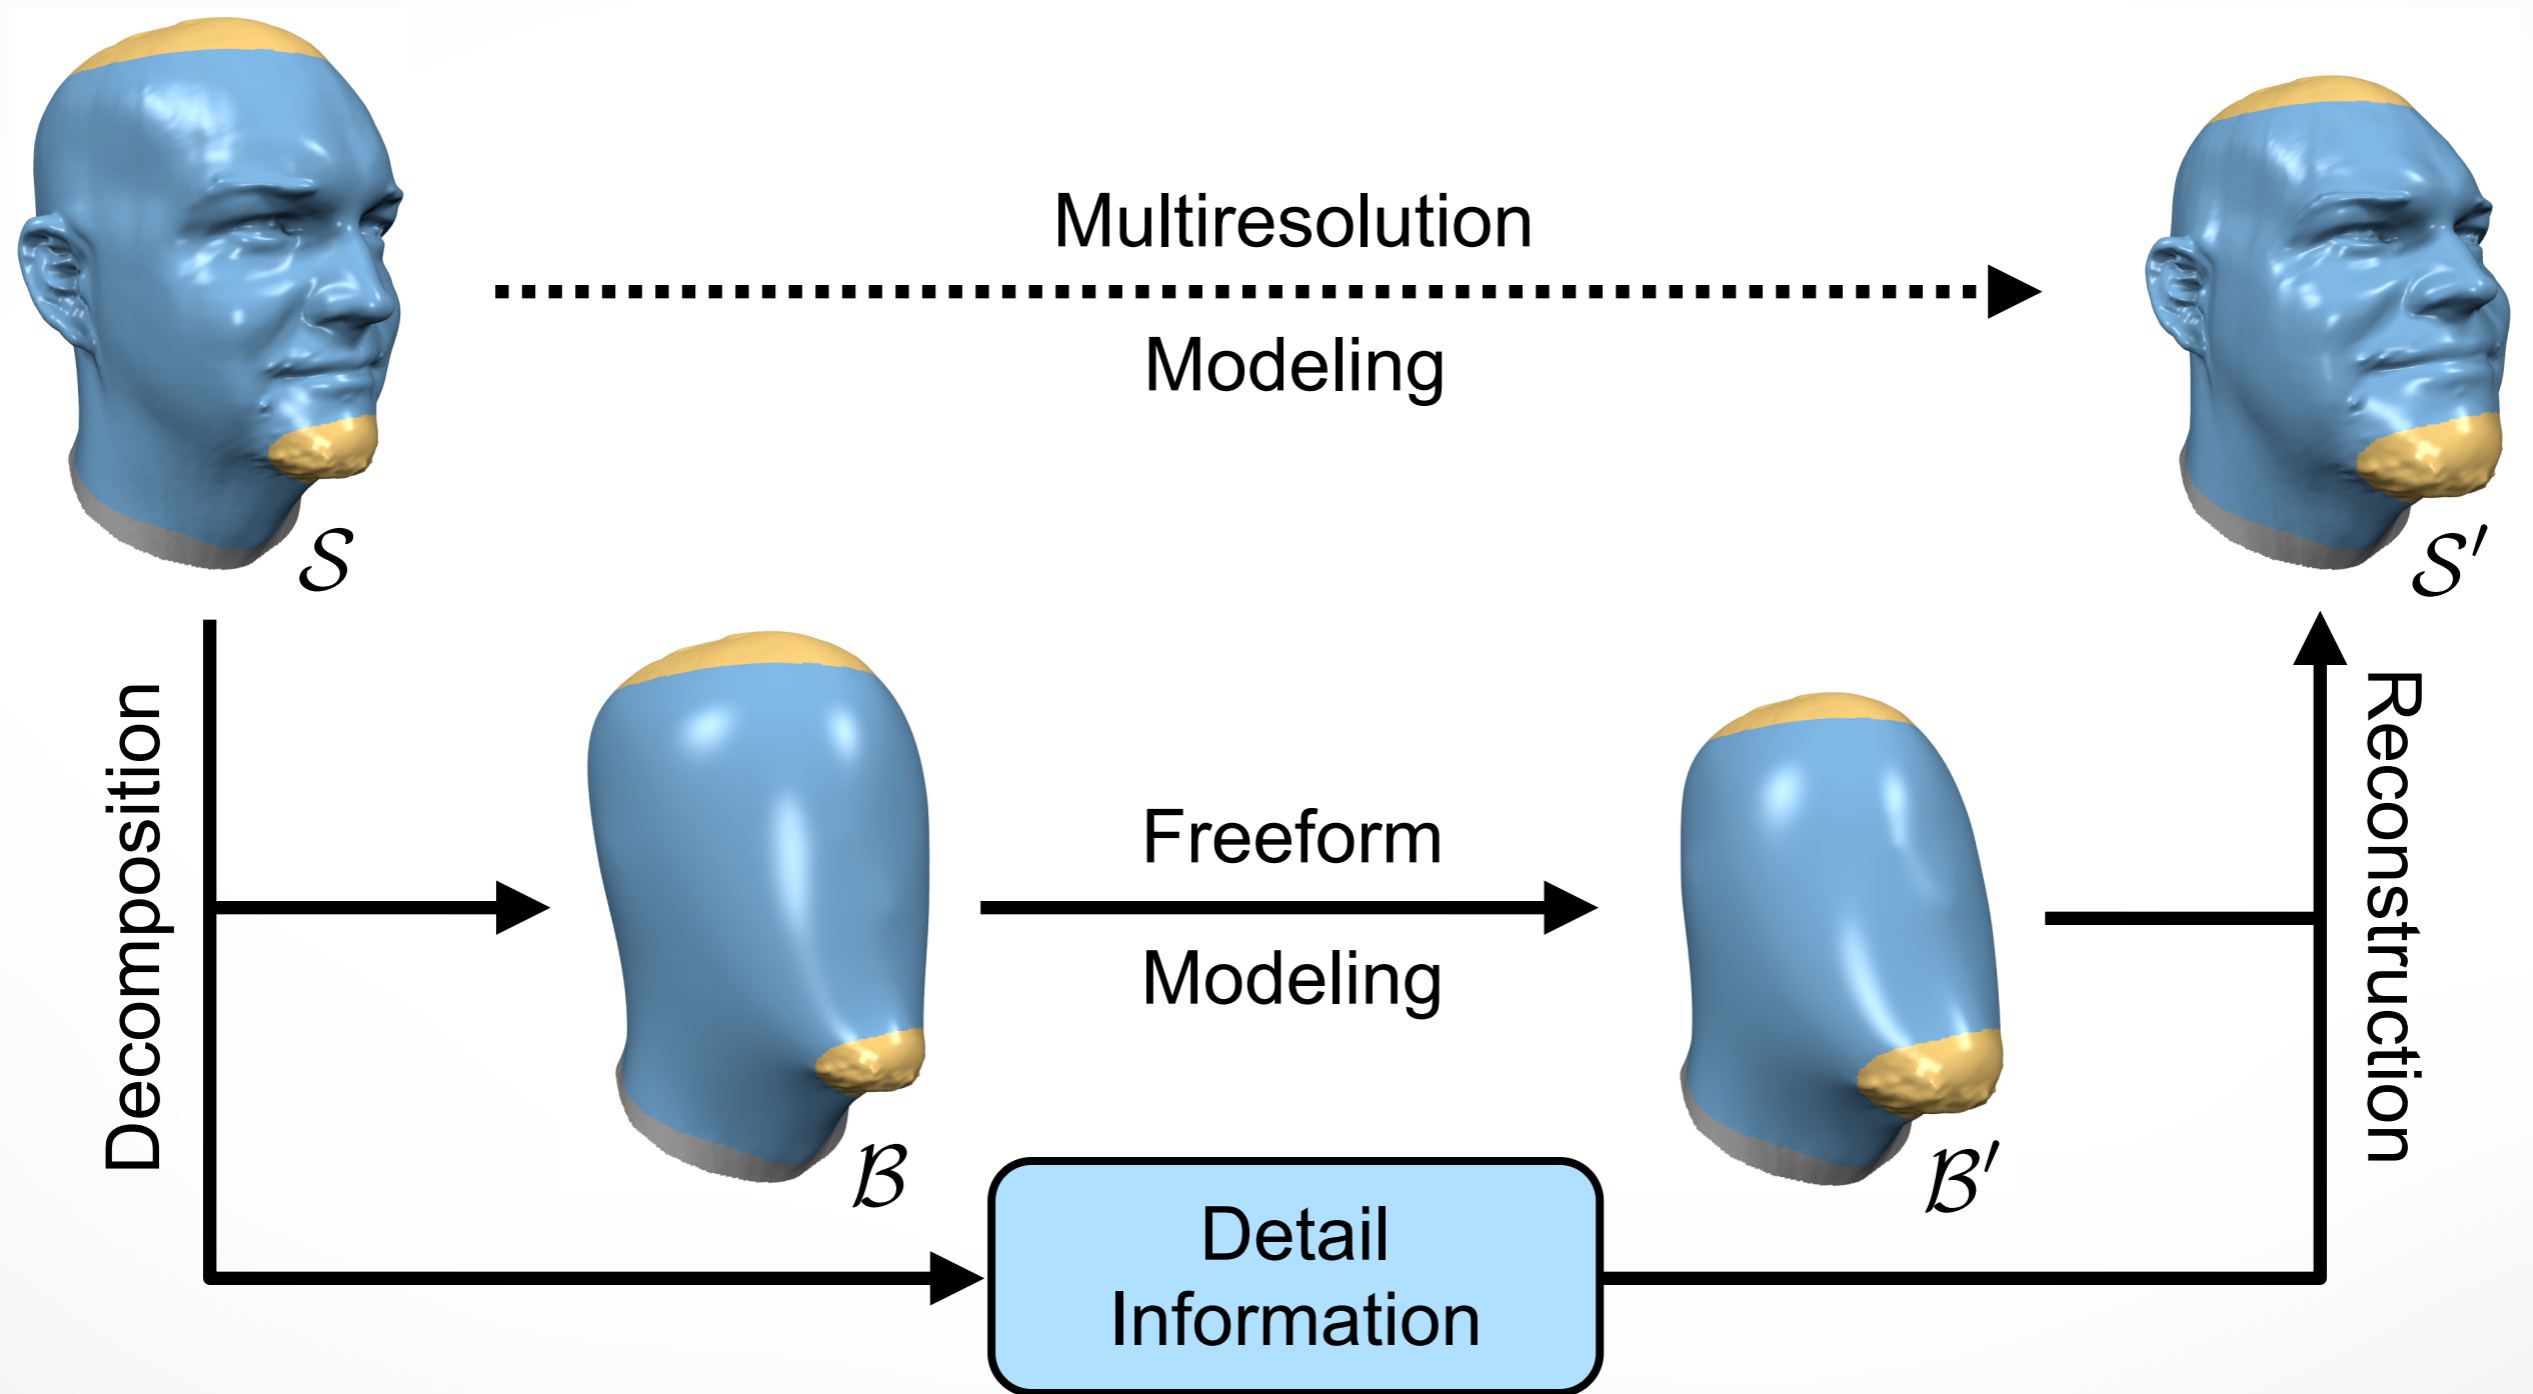 Multiresolution
Modeling
𝒮
𝒮′
Decomposition
Freeform
Modeling
Reconstruction
ℬ
ℬ′
Detail
Information